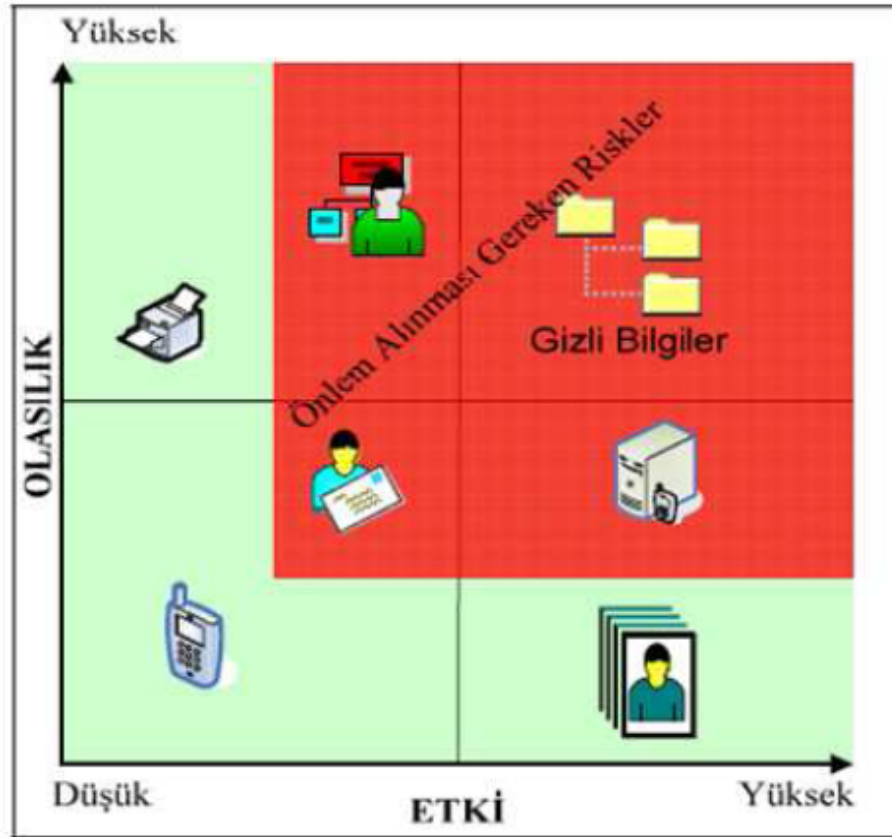 Yüksek
OLASILIK
Önlem Alınması Gereken Riskler
Gizli Bilgiler
Düşük
ETKİ
Yüksek